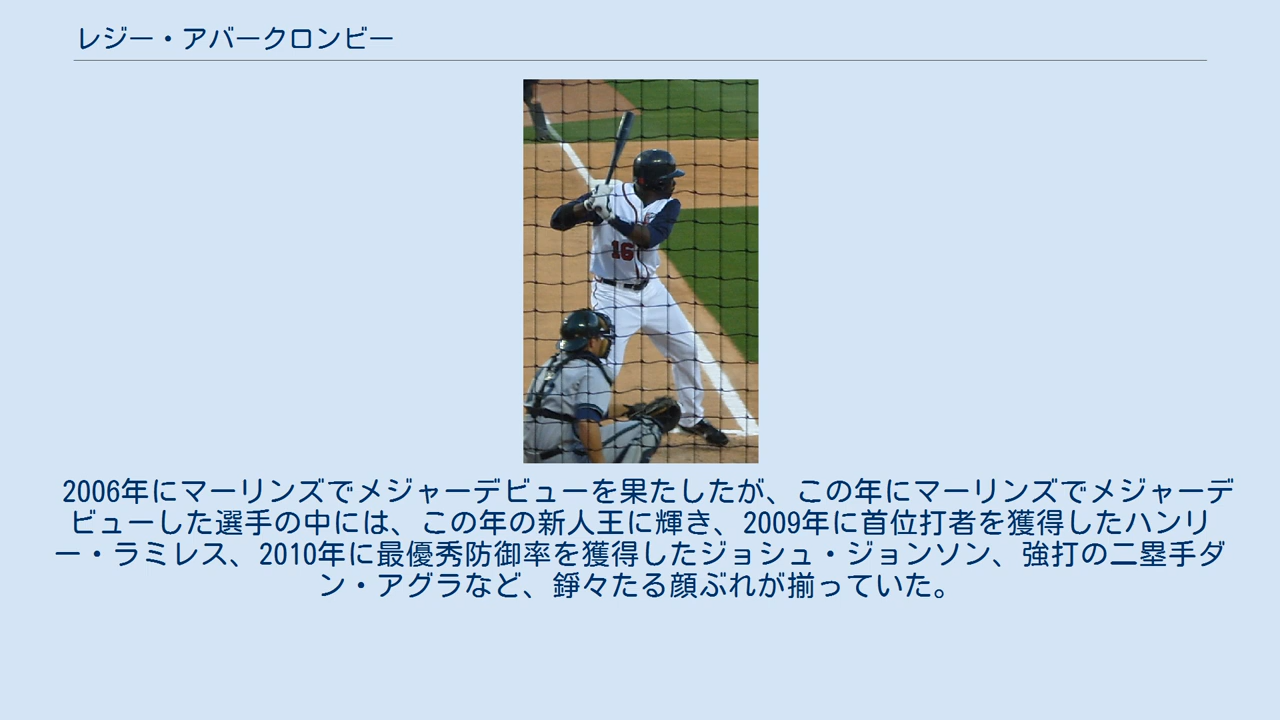 レジー・アバークロンビー
16
2006年にマーリンズでメジャーデビューを果たしたが、この年にマーリンズでメジャーデ
ビューした選手の中には、この年の新人王に輝き、2009年に首位打者を獲得したハンリ
ー・ラミレス、2010年に最優秀防御率を獲得したジョシュ・ジョンソン、強打の二塁手ダ
ン・アグラなど、錚々たる顔ぶれが揃っていた。